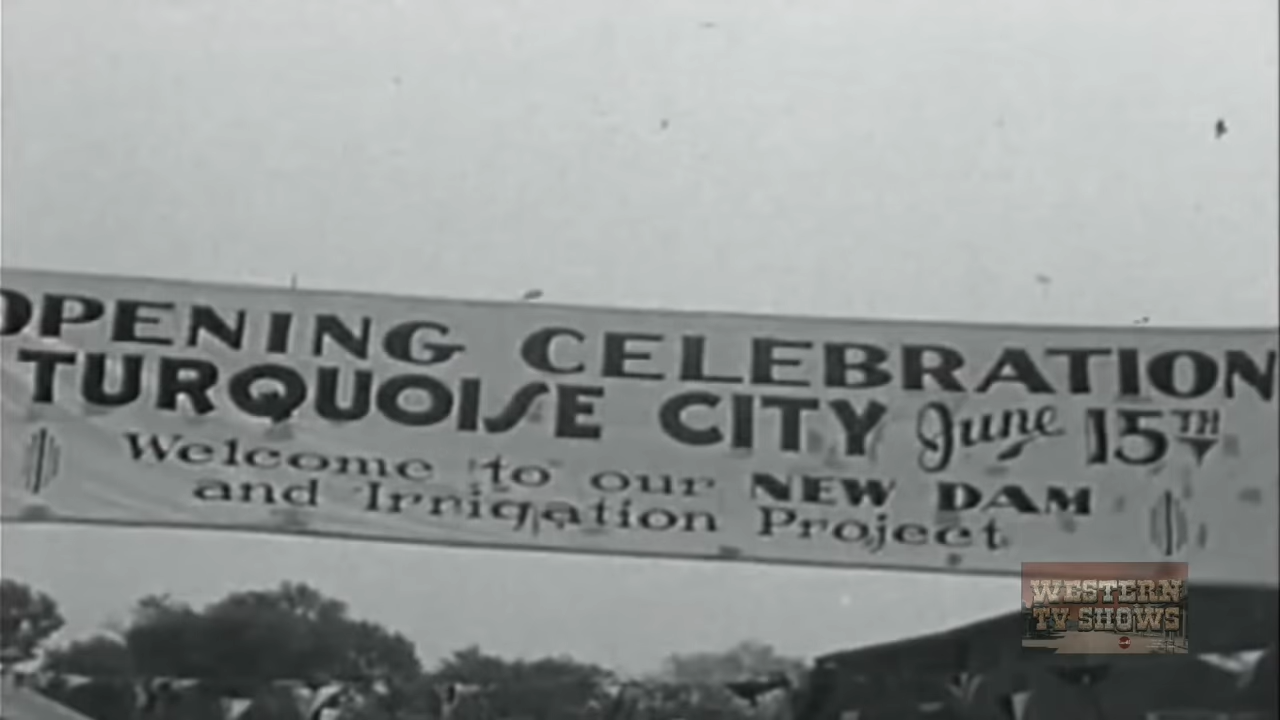 OPENING CELEBRATION
TURQUOISE CITY June 15TH
Welcome to our NEW DAM
and Irrigation Project
WESTERN
TV SHOWS